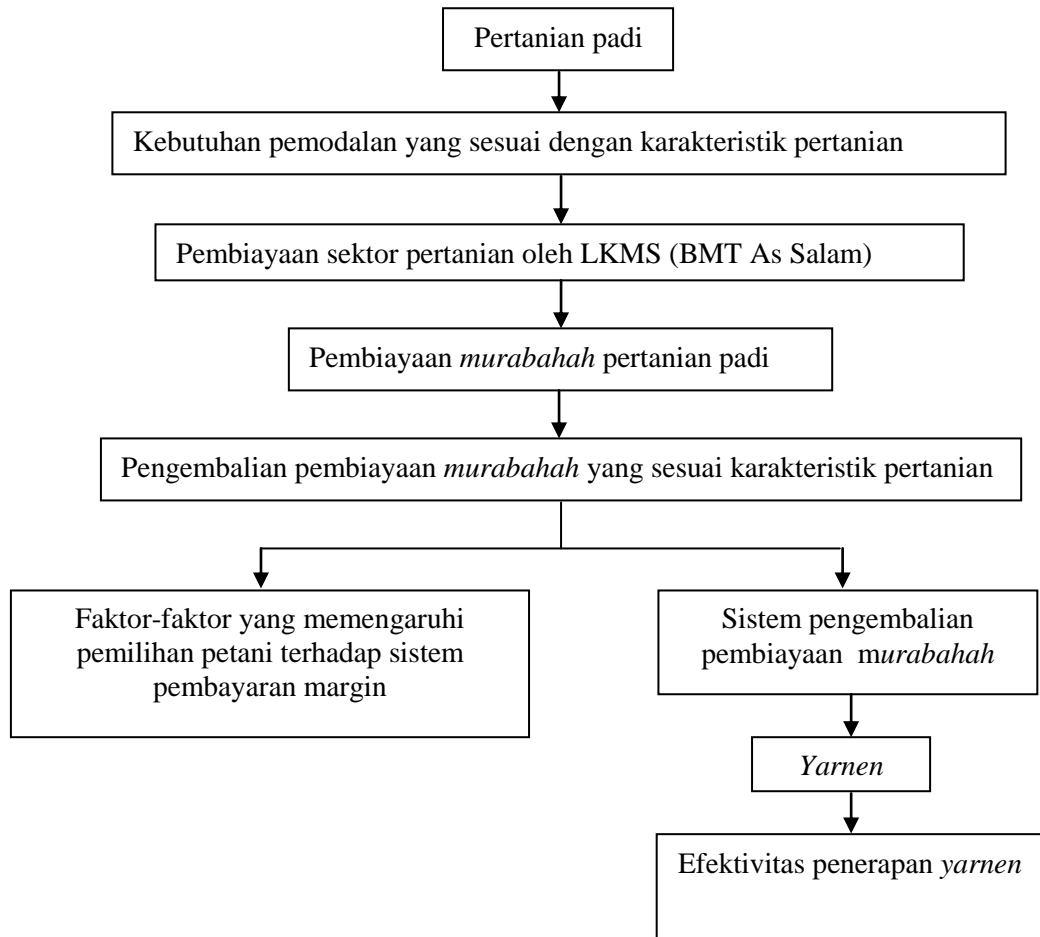 Pertanian padi
Kebutuhan pemodalan yang sesuai dengan karakteristik pertanian
Pembiayaan sektor pertanian oleh LKMS (BMT As Salam)
Pembiayaan murabahah pertanian padi
Pengembalian pembiayaan murabahah yang sesuai karakteristik pertanian
Faktor-faktor yang memengaruhi
pemilihan petani terhadap sistem
pembayaran margin
Sistem pengembalian
pembiayaan murabahah
Yarnen
Efektivitas penerapan yarnen